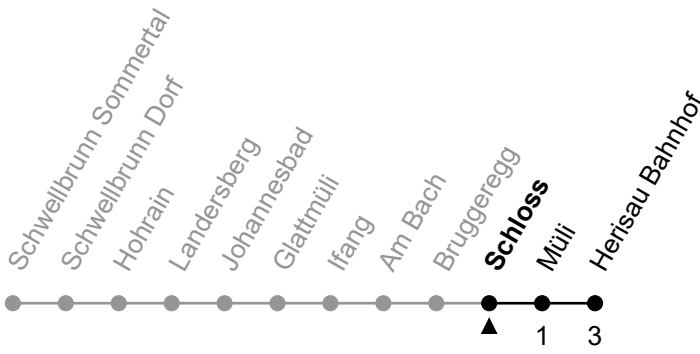 Schwellbrunn Sommertal
Schwellbrunn Dorf
Hohrain
Landersberg
Johannesbad
Glattmüli
Ifang
Am Bach
Bruggeregg
Schloss
Müli
Herisau Bahnhof
1
3